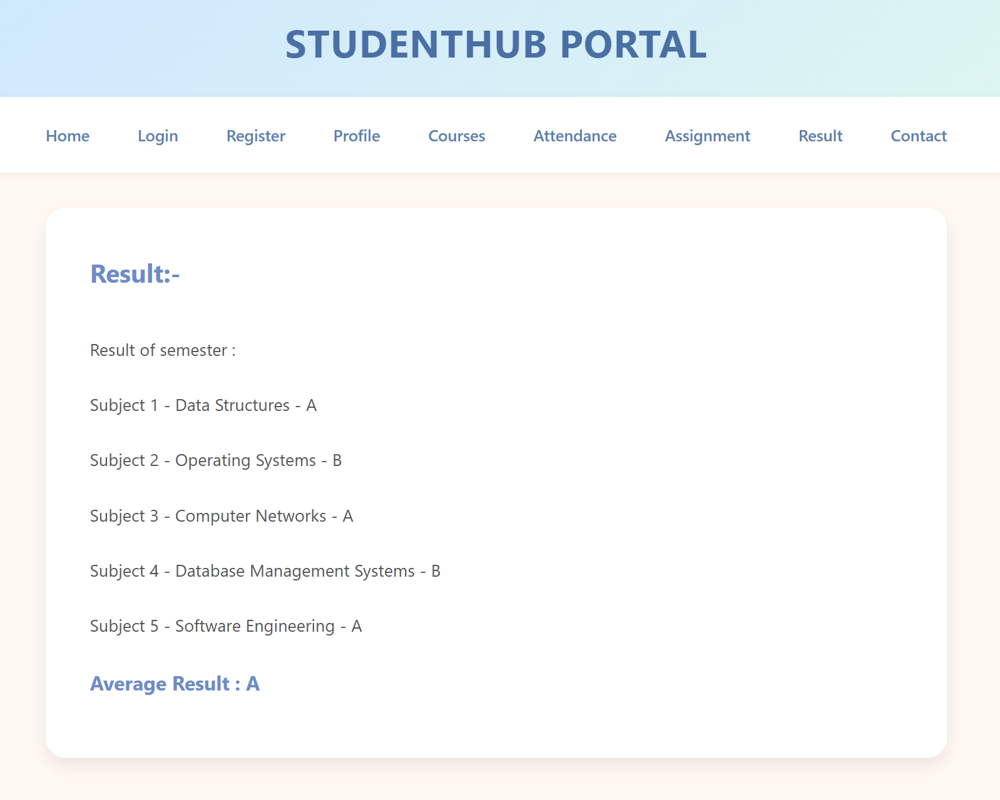 STUDENTHUB PORTAL
Home Login Register Profile Courses Attendance Assignment Result Contact
Result:-
Result of semester :
Subject 1 - Data Structures - A
Subject 2 - Operating Systems - B
Subject 3 - Computer Networks - A
Subject 4 - Database Management Systems - B
Subject 5 - Software Engineering - A
Average Result : A